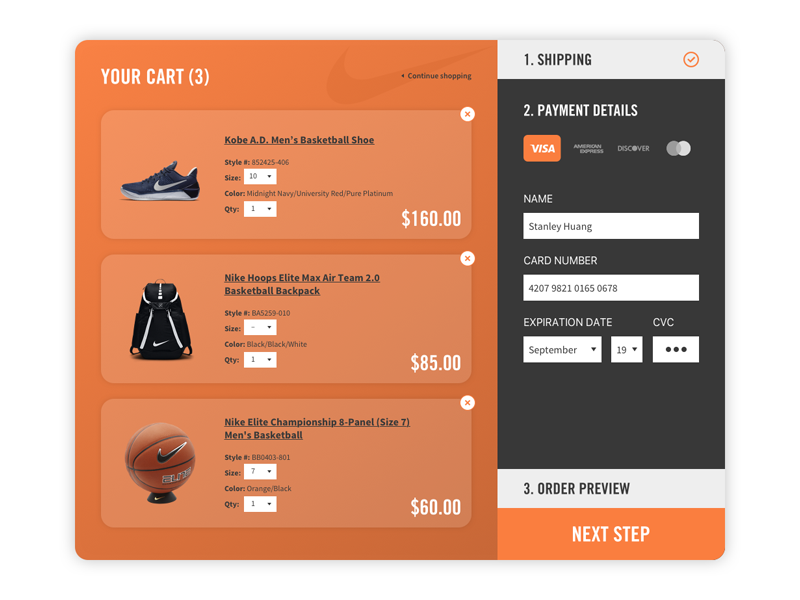 YOUR CART (3)
Continue shopping
Kobe A.D. Men's Basketball Shoe
Style #: 852425-406
Size: 10
Color: Midnight Navy/University Red/Pure Platinum
Qty: 1
$160.00
Nike Hoops Elite Max Air Team 2.0
Basketball Backpack
Style #: BA5259-010
Size: –
Color: Black/Black/White
Qty: 1
$85.00
ELITE
Nike Elite Championship 8-Panel (Size 7)
Men's Basketball
Style #: BB0403-801
Size: 7
Color: Orange/Black
Qty: 1
$60.00
1. SHIPPING
2. PAYMENT DETAILS
VISA
AMERICAN
EXPRESS
DISCOVER
NAME
Stanley Huang
CARD NUMBER
4207 9821 0165 0678
EXPIRATION DATE CVC
September 19 •••
3. ORDER PREVIEW
NEXT STEP